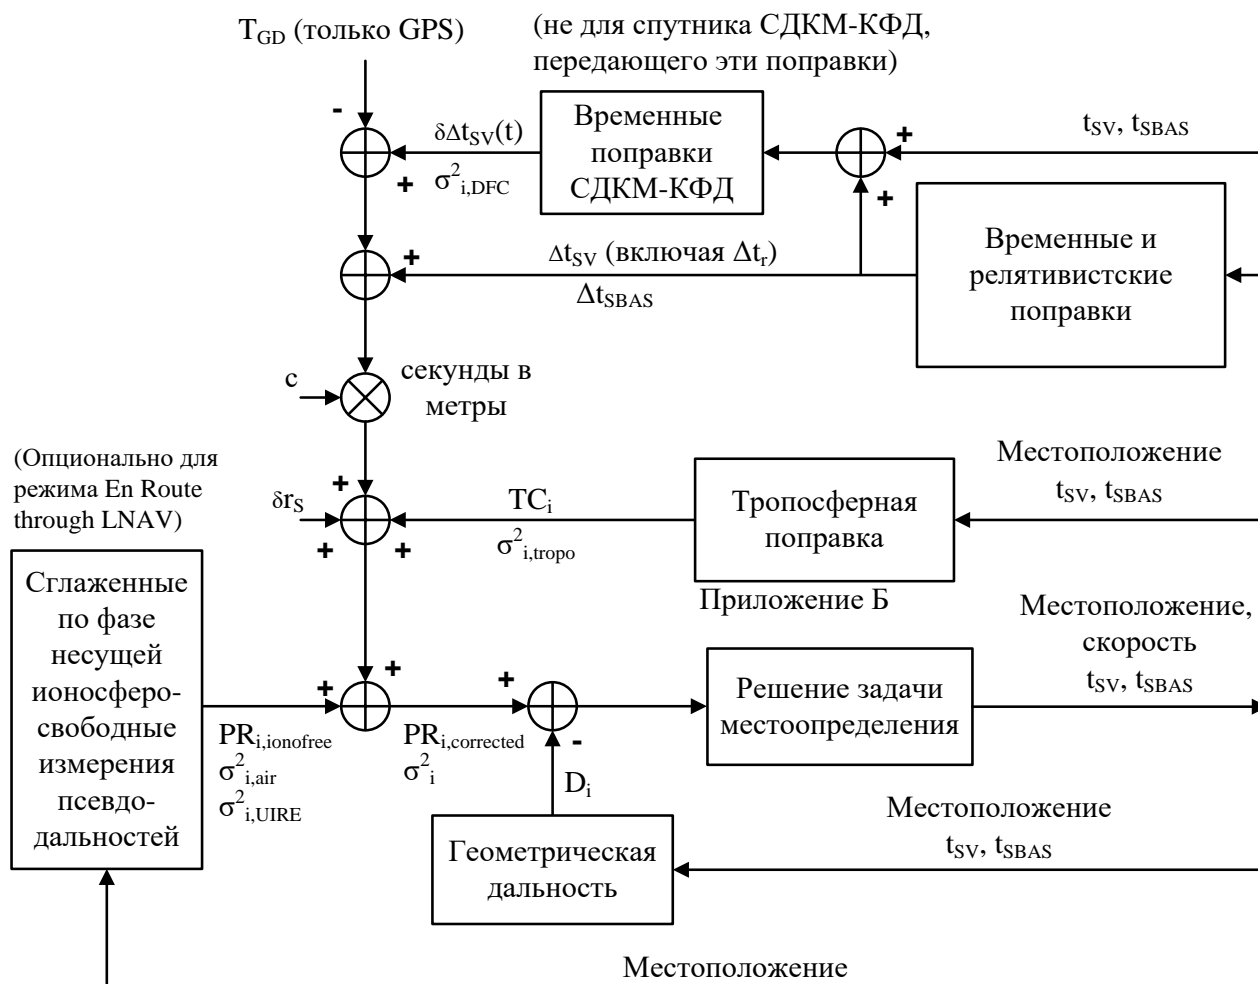 T_GD (только GPS)
(не для спутника СДКМ-КФД,
передающего эти поправки)
-
δΔt_SV(t)
+
σ²_i,DFC
Временные
поправки
СДКМ-КФД
+
t_SV, t_SBAS
+
+
Δt_SV (включая Δt_r)
Δt_SBAS
Временные и
релятивистские
поправки
c
секунды в
метры
(Опционально для
режима En Route
through LNAV)
+
δr_S
+
+
TC_i
σ²_i,tropo
Тропосферная
поправка
Приложение Б
Местоположение
t_SV, t_SBAS
Сглаженные
по фазе
несущей
ионосферо-
свободные
измерения
псевдо-
дальностей
+
+
PR_i,ionofree
σ²_i,air
σ²_i,UIRE
+
PR_i,corrected
σ²_i
-
D_i
Решение задачи
местоопределения
Местоположение,
скорость
t_SV, t_SBAS
Геометрическая
дальность
Местоположение
t_SV, t_SBAS
Местоположение